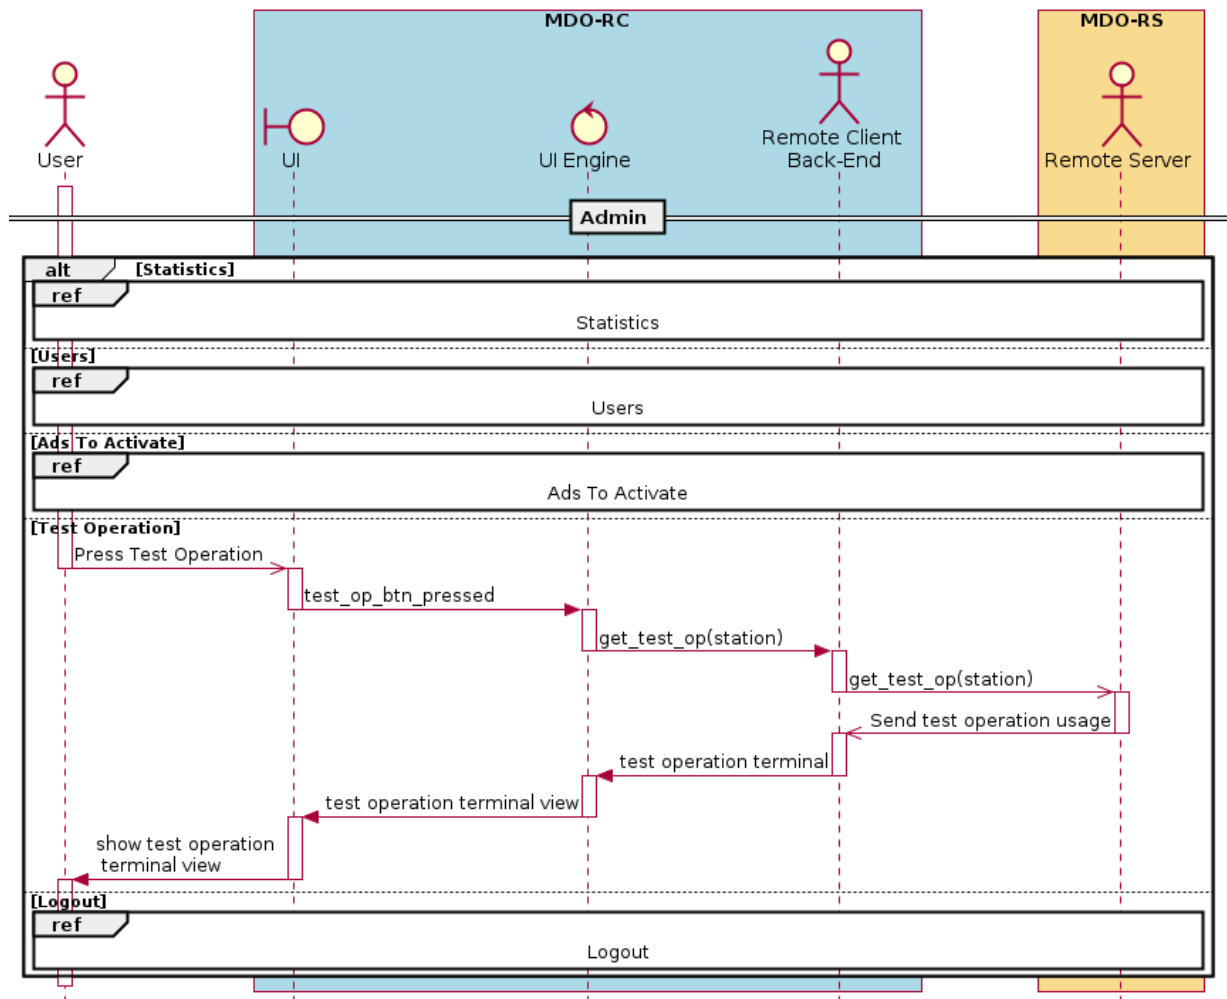 MDO-RC
MDO-RS
User
UI
UI Engine
Remote Client
Back-End
Remote Server
Admin
alt
[Statistics]
ref
Statistics
[Users]
ref
Users
[Ads To Activate]
ref
Ads To Activate
[Test Operation]
Press Test Operation
test_op_btn_pressed
get_test_op(station)
get_test_op(station)
Send test operation usage
test operation terminal
test operation terminal view
show test operation
terminal view
[Logout]
ref
Logout